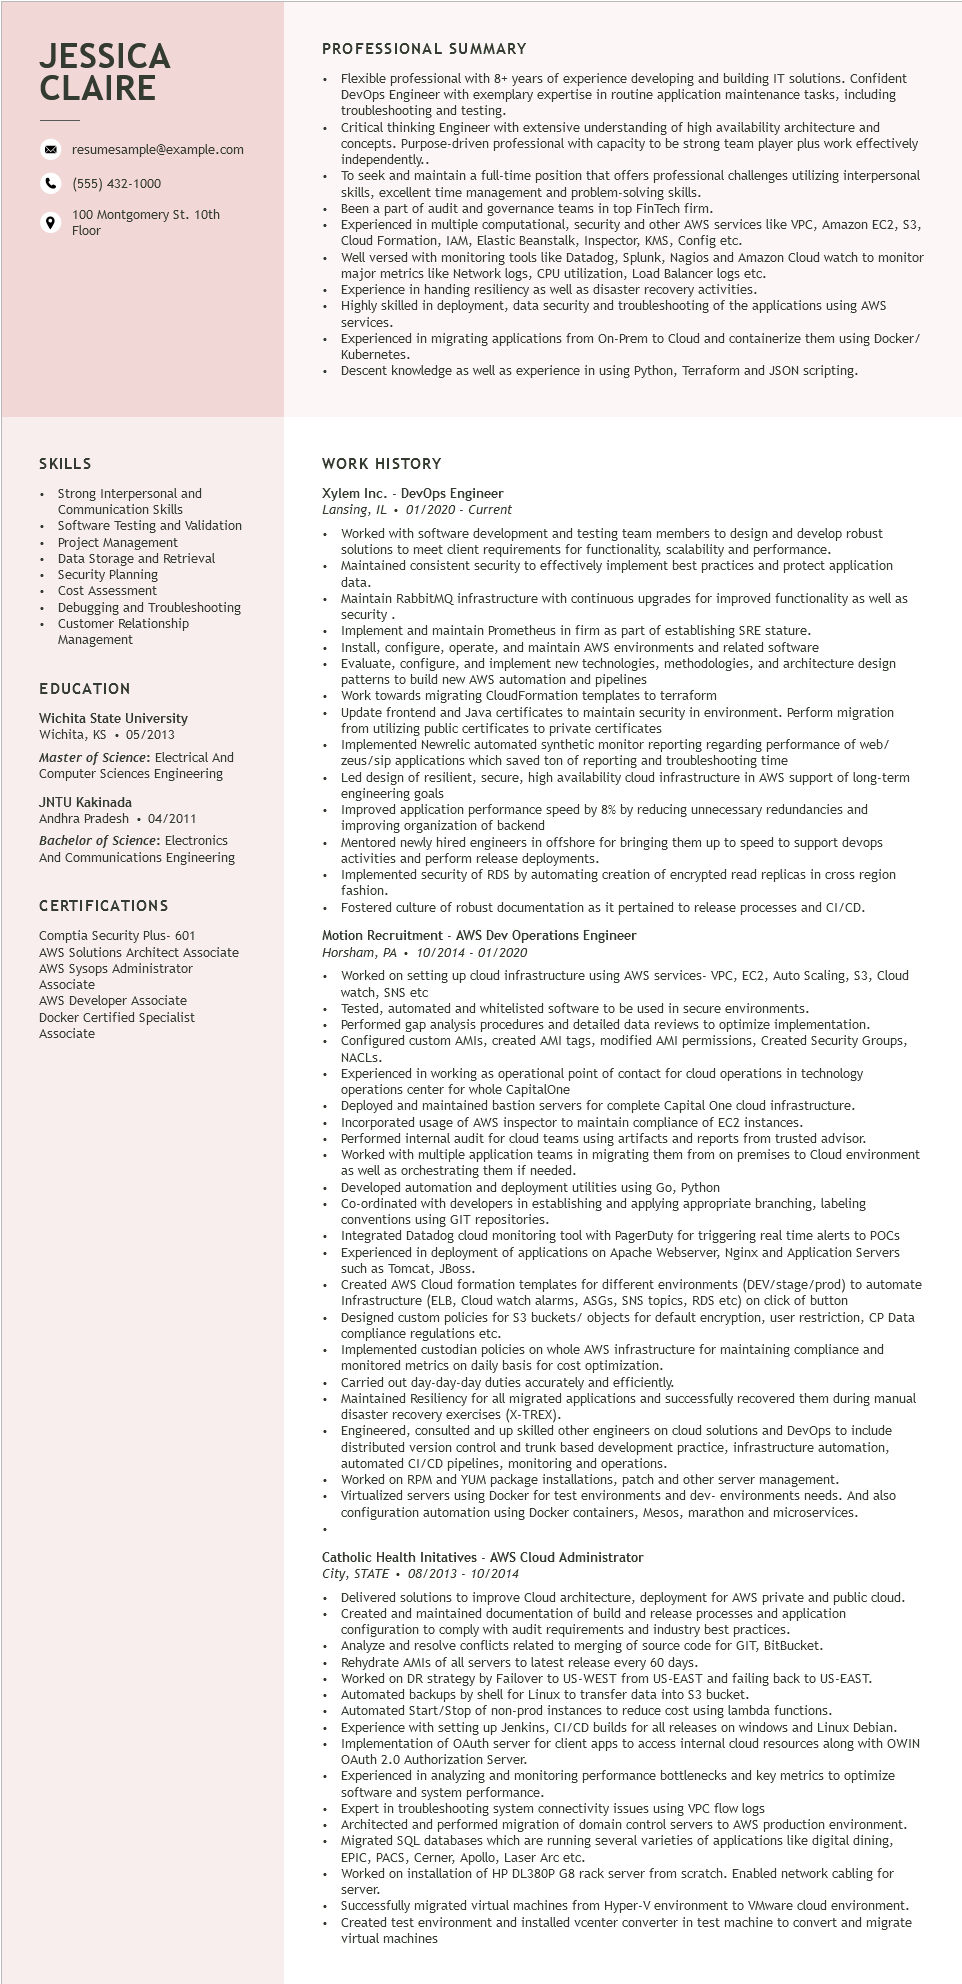 JESSICA
CLAIRE
resumesample@example.com
(555) 432-1000
100 Montgomery St. 10th
Floor
PROFESSIONAL SUMMARY
• Flexible professional with 8+ years of experience developing and building IT solutions. Confident
DevOps Engineer with exemplary expertise in routine application maintenance tasks, including
troubleshooting and testing.
• Critical thinking Engineer with extensive understanding of high availability architecture and
concepts. Purpose-driven professional with capacity to be strong team player plus work effectively
independently..
• To seek and maintain a full-time position that offers professional challenges utilizing interpersonal
skills, excellent time management and problem-solving skills.
• Been a part of audit and governance teams in top FinTech firm.
• Experienced in multiple computational, security and other AWS services like VPC, Amazon EC2, S3,
Cloud Formation, IAM, Elastic Beanstalk, Inspector, KMS, Config etc.
• Well versed with monitoring tools like Datadog, Splunk, Nagios and Amazon Cloud watch to monitor
major metrics like Network logs, CPU utilization, Load Balancer logs etc.
• Experience in handing resiliency as well as disaster recovery activities.
• Highly skilled in deployment, data security and troubleshooting of the applications using AWS
services.
• Experienced in migrating applications from On-Prem to Cloud and containerize them using Docker/
Kubernetes.
• Descent knowledge as well as experience in using Python, Terraform and JSON scripting.
SKILLS
• Strong Interpersonal and
Communication Skills
• Software Testing and Validation
• Project Management
• Data Storage and Retrieval
• Security Planning
• Cost Assessment
• Debugging and Troubleshooting
• Customer Relationship
Management
EDUCATION
Wichita State University
Wichita, KS • 05/2013
Master of Science: Electrical And
Computer Sciences Engineering
JNTU Kakinada
Andhra Pradesh • 04/2011
Bachelor of Science: Electronics
And Communications Engineering
CERTIFICATIONS
Comptia Security Plus- 601
AWS Solutions Architect Associate
AWS Sysops Administrator
Associate
AWS Developer Associate
Docker Certified Specialist
Associate
WORK HISTORY
Xylem Inc. - DevOps Engineer
Lansing, IL • 01/2020 - Current
• Worked with software development and testing team members to design and develop robust
solutions to meet client requirements for functionality, scalability and performance.
• Maintained consistent security to effectively implement best practices and protect application
data.
• Maintain RabbitMQ infrastructure with continuous upgrades for improved functionality as well as
security .
• Implement and maintain Prometheus in firm as part of establishing SRE stature.
• Install, configure, operate, and maintain AWS environments and related software
• Evaluate, configure, and implement new technologies, methodologies, and architecture design
patterns to build new AWS automation and pipelines
• Work towards migrating CloudFormation templates to terraform
• Update frontend and Java certificates to maintain security in environment. Perform migration
from utilizing public certificates to private certificates
• Implemented Newrelic automated synthetic monitor reporting regarding performance of web/
zeus/sip applications which saved ton of reporting and troubleshooting time
• Led design of resilient, secure, high availability cloud infrastructure in AWS support of long-term
engineering goals
• Improved application performance speed by 8% by reducing unnecessary redundancies and
improving organization of backend
• Mentored newly hired engineers in offshore for bringing them up to speed to support devops
activities and perform release deployments.
• Implemented security of RDS by automating creation of encrypted read replicas in cross region
fashion.
• Fostered culture of robust documentation as it pertained to release processes and CI/CD.
Motion Recruitment - AWS Dev Operations Engineer
Horsham, PA • 10/2014 - 01/2020
• Worked on setting up cloud infrastructure using AWS services- VPC, EC2, Auto Scaling, S3, Cloud
watch, SNS etc
• Tested, automated and whitelisted software to be used in secure environments.
• Performed gap analysis procedures and detailed data reviews to optimize implementation.
• Configured custom AMIs, created AMI tags, modified AMI permissions, Created Security Groups,
NACLs.
• Experienced in working as operational point of contact for cloud operations in technology
operations center for whole CapitalOne
• Deployed and maintained bastion servers for complete Capital One cloud infrastructure.
• Incorporated usage of AWS inspector to maintain compliance of EC2 instances.
• Performed internal audit for cloud teams using artifacts and reports from trusted advisor.
• Worked with multiple application teams in migrating them from on premises to Cloud environment
as well as orchestrating them if needed.
• Developed automation and deployment utilities using Go, Python
• Co-ordinated with developers in establishing and applying appropriate branching, labeling
conventions using GIT repositories.
• Integrated Datadog cloud monitoring tool with PagerDuty for triggering real time alerts to POCs
• Experienced in deployment of applications on Apache Webserver, Nginx and Application Servers
such as Tomcat, JBoss.
• Created AWS Cloud formation templates for different environments (DEV/stage/prod) to automate
Infrastructure (ELB, Cloud watch alarms, ASGs, SNS topics, RDS etc) on click of button
• Designed custom policies for S3 buckets/ objects for default encryption, user restriction, CP Data
compliance regulations etc.
• Implemented custodian policies on whole AWS infrastructure for maintaining compliance and
monitored metrics on daily basis for cost optimization.
• Carried out day-day-day duties accurately and efficiently.
• Maintained Resiliency for all migrated applications and successfully recovered them during manual
disaster recovery exercises (X-TREX).
• Engineered, consulted and up skilled other engineers on cloud solutions and DevOps to include
distributed version control and trunk based development practice, infrastructure automation,
automated CI/CD pipelines, monitoring and operations.
• Worked on RPM and YUM package installations, patch and other server management.
• Virtualized servers using Docker for test environments and dev- environments needs. And also
configuration automation using Docker containers, Mesos, marathon and microservices.
•
Catholic Health Initatives - AWS Cloud Administrator
City, STATE • 08/2013 - 10/2014
• Delivered solutions to improve Cloud architecture, deployment for AWS private and public cloud.
• Created and maintained documentation of build and release processes and application
configuration to comply with audit requirements and industry best practices.
• Analyze and resolve conflicts related to merging of source code for GIT, BitBucket.
• Rehydrate AMIs of all servers to latest release every 60 days.
• Worked on DR strategy by Failover to US-WEST from US-EAST and failing back to US-EAST.
• Automated backups by shell for Linux to transfer data into S3 bucket.
• Automated Start/Stop of non-prod instances to reduce cost using lambda functions.
• Experience with setting up Jenkins, CI/CD builds for all releases on windows and Linux Debian.
• Implementation of OAuth server for client apps to access internal cloud resources along with OWIN
OAuth 2.0 Authorization Server.
• Experienced in analyzing and monitoring performance bottlenecks and key metrics to optimize
software and system performance.
• Expert in troubleshooting system connectivity issues using VPC flow logs
• Architected and performed migration of domain control servers to AWS production environment.
• Migrated SQL databases which are running several varieties of applications like digital dining,
EPIC, PACS, Cerner, Apollo, Laser Arc etc.
• Worked on installation of HP DL380P G8 rack server from scratch. Enabled network cabling for
server.
• Successfully migrated virtual machines from Hyper-V environment to VMware cloud environment.
• Created test environment and installed vcenter converter in test machine to convert and migrate
virtual machines